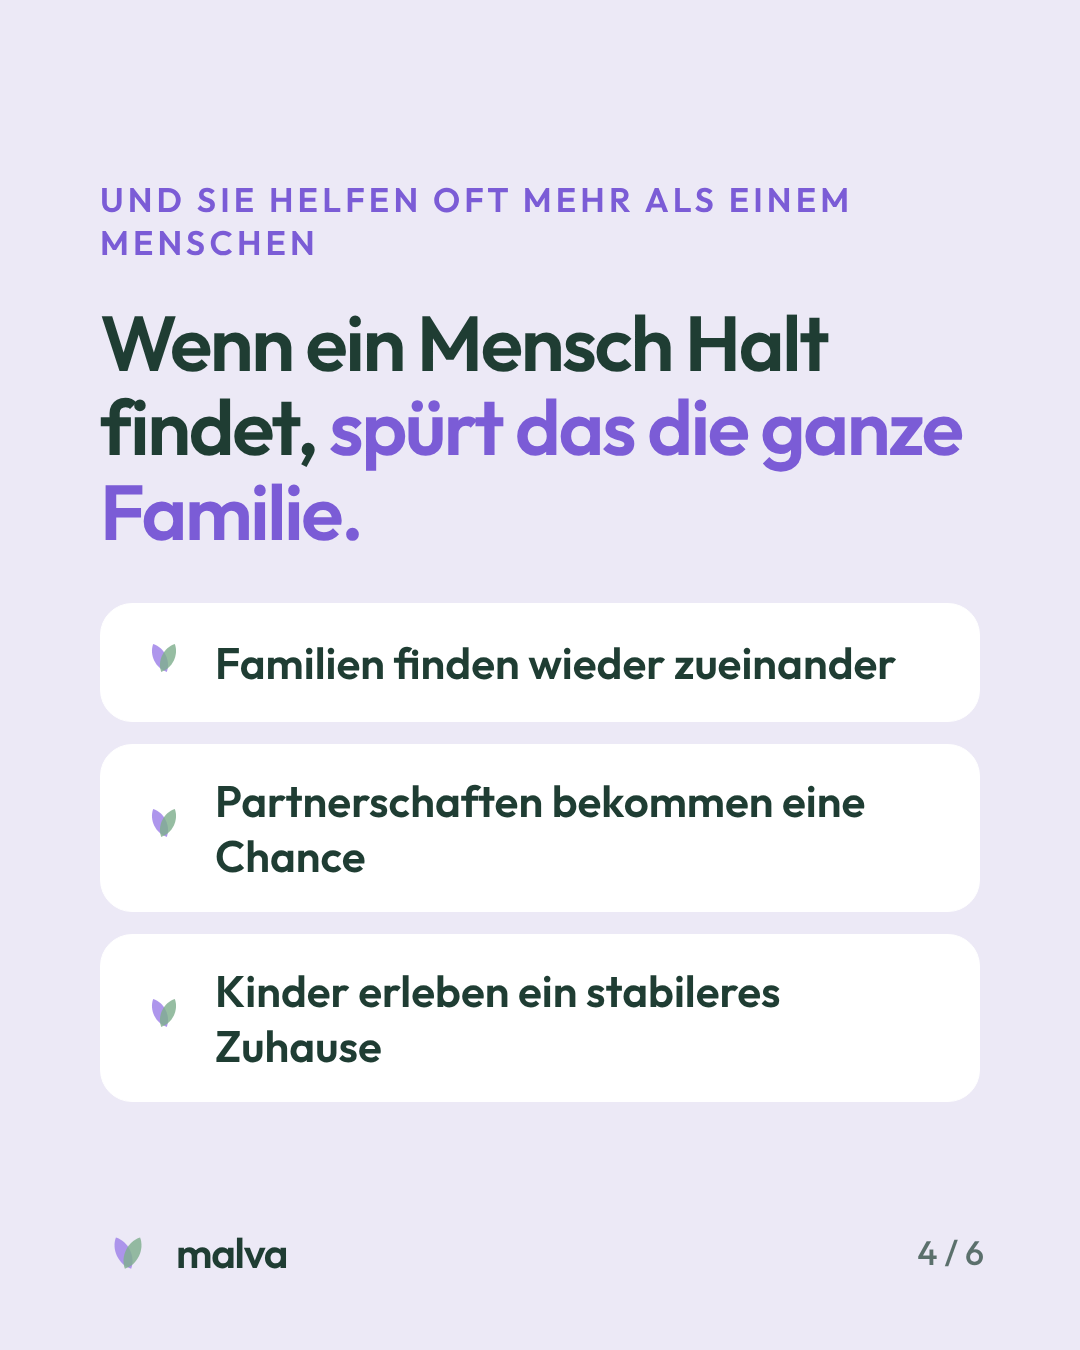 UND SIE HELFEN OFT MEHR ALS EINEM
MENSCHEN
Wenn ein Mensch Halt
findet, spürt das die ganze
Familie.
Familien finden wieder zueinander
Partnerschaften bekommen eine
Chance
Kinder erleben ein stabileres
Zuhause
malva
4 / 6